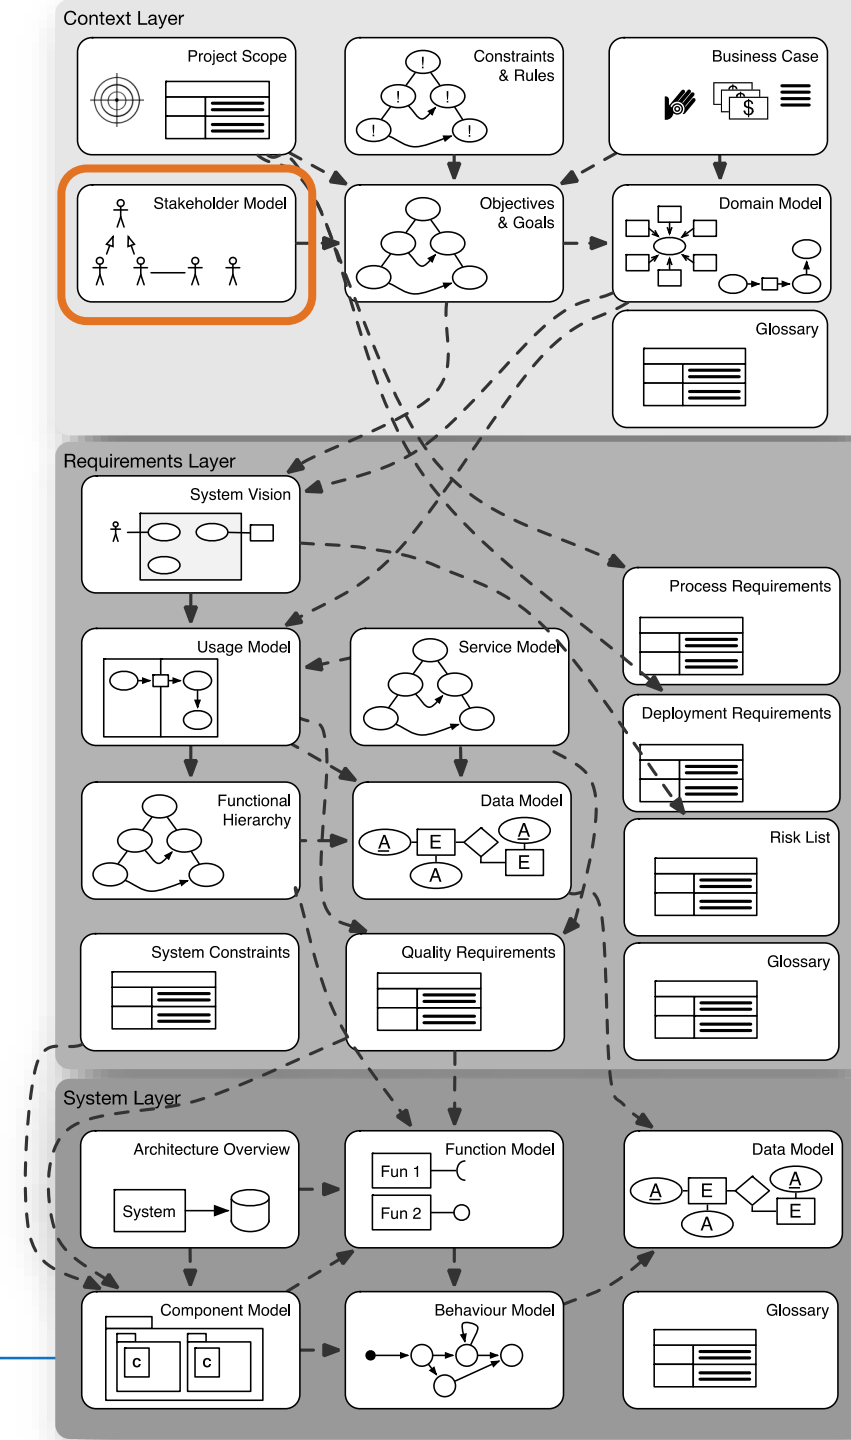 Context Layer
Project Scope
Constraints
& Rules
!
! !
! !
Business Case
$
Stakeholder Model
Objectives
& Goals
Domain Model
Glossary
Requirements Layer
System Vision
Process Requirements
Usage Model
Service Model
Deployment Requirements
Functional
Hierarchy
Data Model
A E A
A E
Risk List
System Constraints
Quality Requirements
Glossary
System Layer
Architecture Overview
System
Function Model
Fun 1
Fun 2
Data Model
A E A
A E
Component Model
C C
Behaviour Model
Glossary